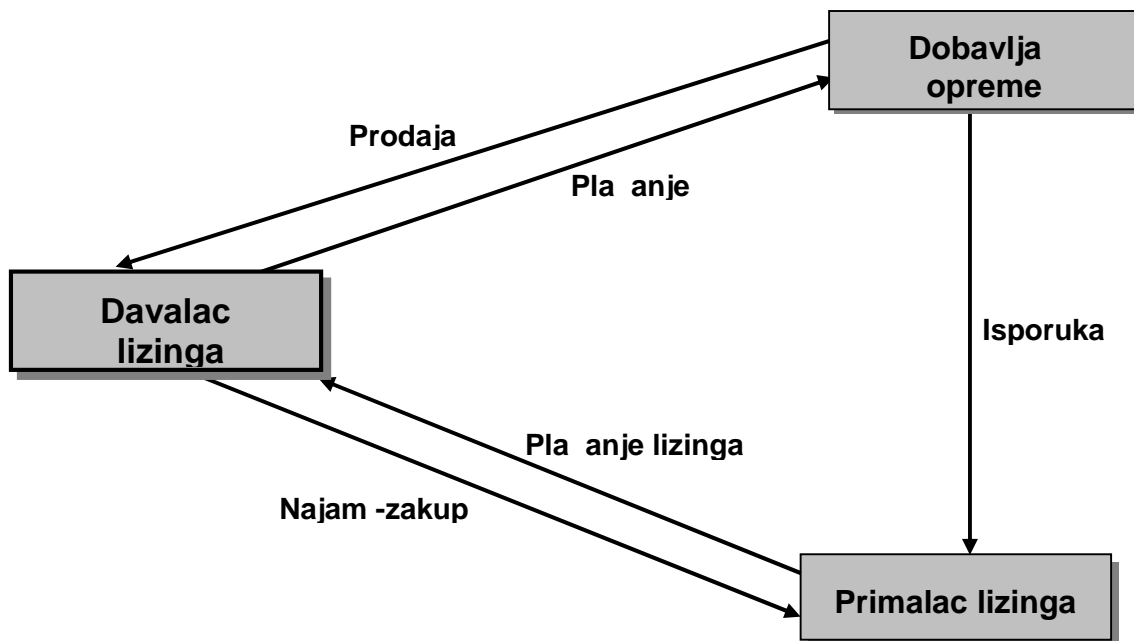 Dobavlja
opreme
Prodaja
Pla anje
Davalac
lizinga
Isporuka
Pla anje lizinga
Najam -zakup
Primalac lizinga